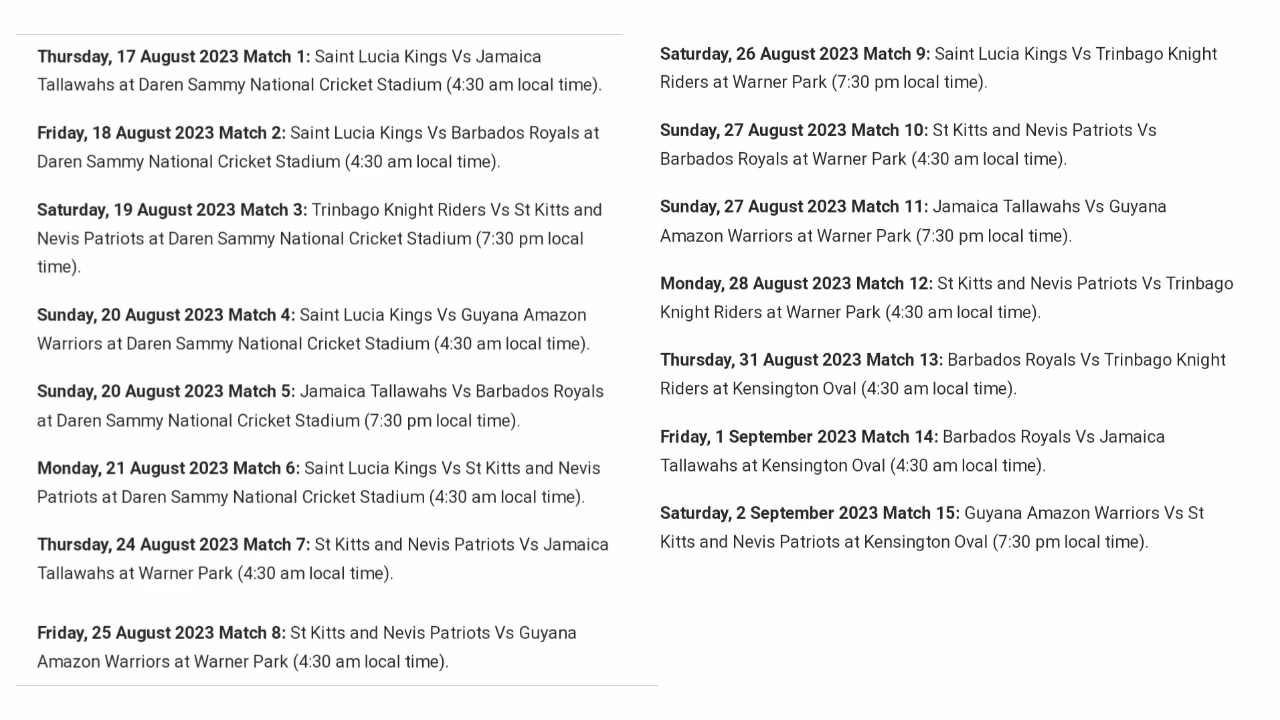 Thursday, 17 August 2023 Match 1: Saint Lucia Kings Vs Jamaica
Tallawahs at Daren Sammy National Cricket Stadium (4:30 am local time).
Friday, 18 August 2023 Match 2: Saint Lucia Kings Vs Barbados Royals at
Daren Sammy National Cricket Stadium (4:30 am local time).
Saturday, 19 August 2023 Match 3: Trinbago Knight Riders Vs St Kitts and
Nevis Patriots at Daren Sammy National Cricket Stadium (7:30 pm local
time).
Sunday, 20 August 2023 Match 4: Saint Lucia Kings Vs Guyana Amazon
Warriors at Daren Sammy National Cricket Stadium (4:30 am local time).
Sunday, 20 August 2023 Match 5: Jamaica Tallawahs Vs Barbados Royals
at Daren Sammy National Cricket Stadium (7:30 pm local time).
Monday, 21 August 2023 Match 6: Saint Lucia Kings Vs St Kitts and Nevis
Patriots at Daren Sammy National Cricket Stadium (4:30 am local time).
Thursday, 24 August 2023 Match 7: St Kitts and Nevis Patriots Vs Jamaica
Tallawahs at Warner Park (4:30 am local time).
Friday, 25 August 2023 Match 8: St Kitts and Nevis Patriots Vs Guyana
Amazon Warriors at Warner Park (4:30 am local time).
Saturday, 26 August 2023 Match 9: Saint Lucia Kings Vs Trinbago Knight
Riders at Warner Park (7:30 pm local time).
Sunday, 27 August 2023 Match 10: St Kitts and Nevis Patriots Vs
Barbados Royals at Warner Park (4:30 am local time).
Sunday, 27 August 2023 Match 11: Jamaica Tallawahs Vs Guyana
Amazon Warriors at Warner Park (7:30 pm local time).
Monday, 28 August 2023 Match 12: St Kitts and Nevis Patriots Vs Trinbago
Knight Riders at Warner Park (4:30 am local time).
Thursday, 31 August 2023 Match 13: Barbados Royals Vs Trinbago Knight
Riders at Kensington Oval (4:30 am local time).
Friday, 1 September 2023 Match 14: Barbados Royals Vs Jamaica
Tallawahs at Kensington Oval (4:30 am local time).
Saturday, 2 September 2023 Match 15: Guyana Amazon Warriors Vs St
Kitts and Nevis Patriots at Kensington Oval (7:30 pm local time).